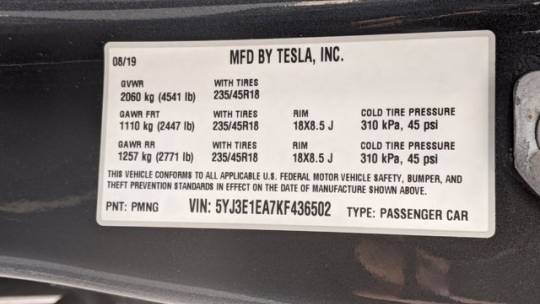 08/19 MFD BY TESLA, INC.
GVWR WITH TIRES
2060 kg (4541 lb) 235/45R18
GAWR FRT WITH TIRES RIM COLD TIRE PRESSURE
1110 kg (2447 lb) 235/45R18 18X8.5 J 310 kPa, 45 psi
GAWR RR WITH TIRES RIM COLD TIRE PRESSURE
1257 kg (2771 lb) 235/45R18 18X8.5 J 310 kPa, 45 psi
THIS VEHICLE CONFORMS TO ALL APPLICABLE U.S. FEDERAL MOTOR VEHICLE SAFETY, BUMPER, AND
THEFT PREVENTION STANDARDS IN EFFECT ON THE DATE OF MANUFACTURE SHOWN ABOVE.
PNT: PMNG VIN: 5YJ3E1EA7KF436502 TYPE: PASSENGER CAR